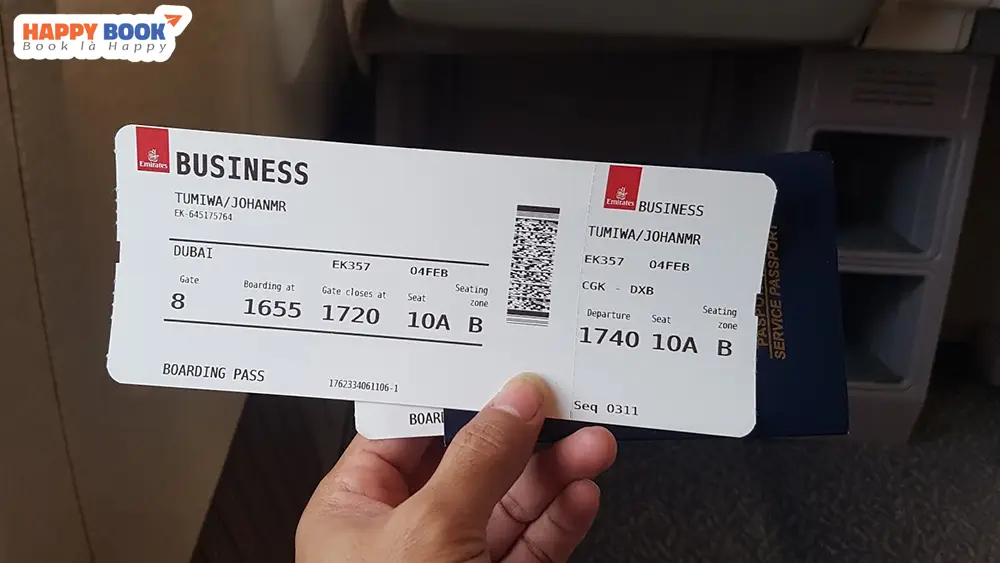 HAPPY BOOK
Book là Happy
Emirates
BUSINESS
TUMIWA/JOHANMR
EK-645175764
DUBAI
EK357 04FEB
Gate Boarding at Gate closes at Seat Seating zone
8 1655 1720 10A B
BOARDING PASS
1762334061106-1
Emirates
BUSINESS
TUMIWA/JOHANMR
EK357 04FEB
CGK - DXB
Departure Seat Seating zone
1740 10A B
Seq 0311
BOAR
SERVICE PASSPORT